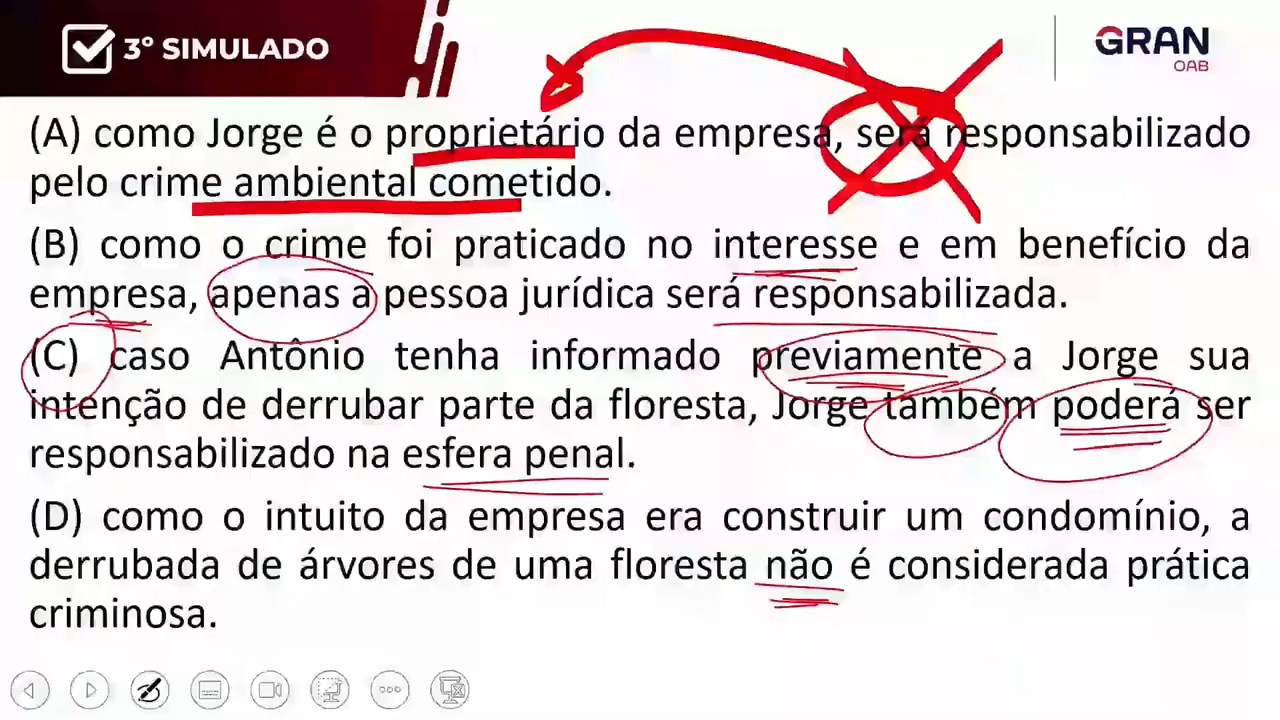 3º SIMULADO
GRAN
OAB
(A) como Jorge é o proprietário da empresa, será responsabilizado
pelo crime ambiental cometido.
(B) como o crime foi praticado no interesse e em benefício da
empresa, apenas a pessoa jurídica será responsabilizada.
(C) caso Antônio tenha informado previamente a Jorge sua
intenção de derrubar parte da floresta, Jorge também poderá ser
responsabilizado na esfera penal.
(D) como o intuito da empresa era construir um condomínio, a
derrubada de árvores de uma floresta não é considerada prática
criminosa.